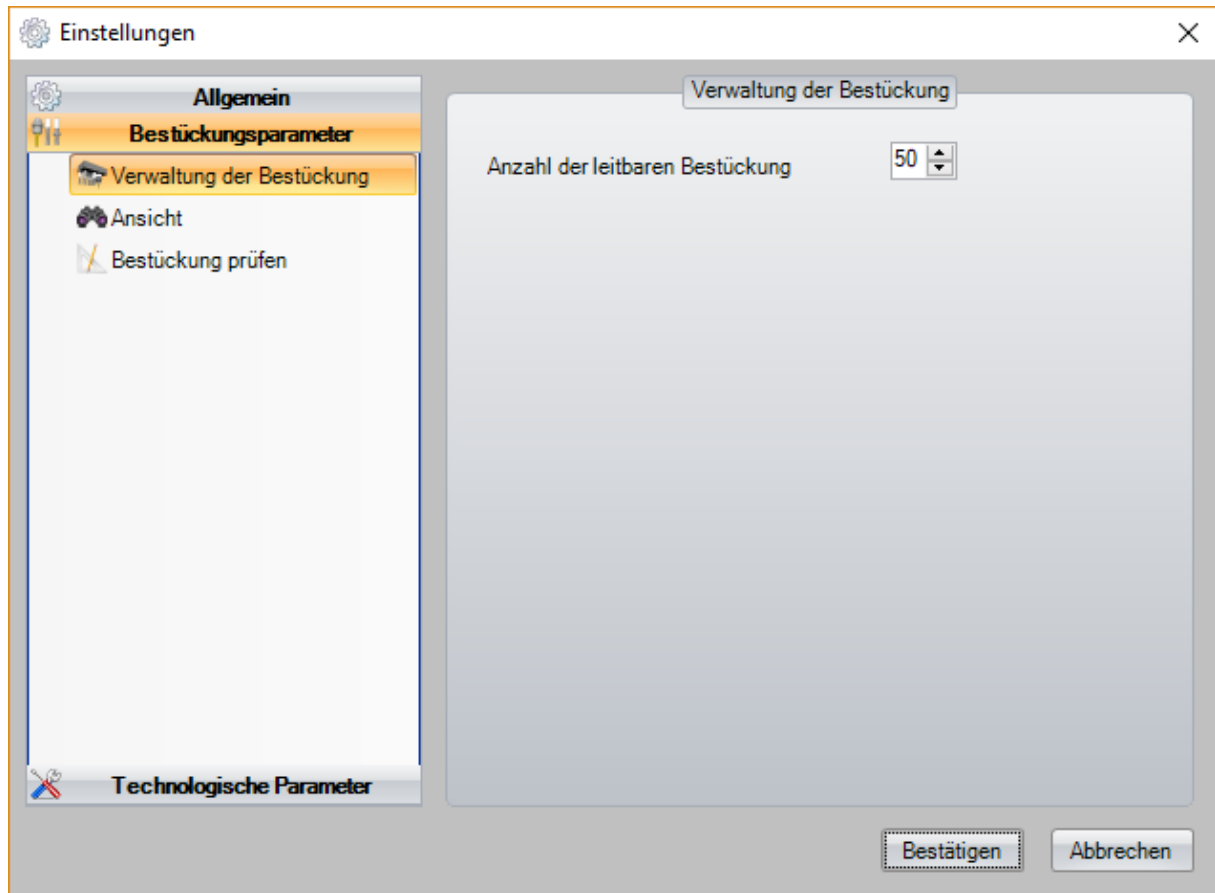 Einstellungen
Allgemein
Bestückungsparameter
Verwaltung der Bestückung
Ansicht
Bestückung prüfen
Technologische Parameter
Verwaltung der Bestückung
Anzahl der leitbaren Bestückung 50
Bestätigen Abbrechen